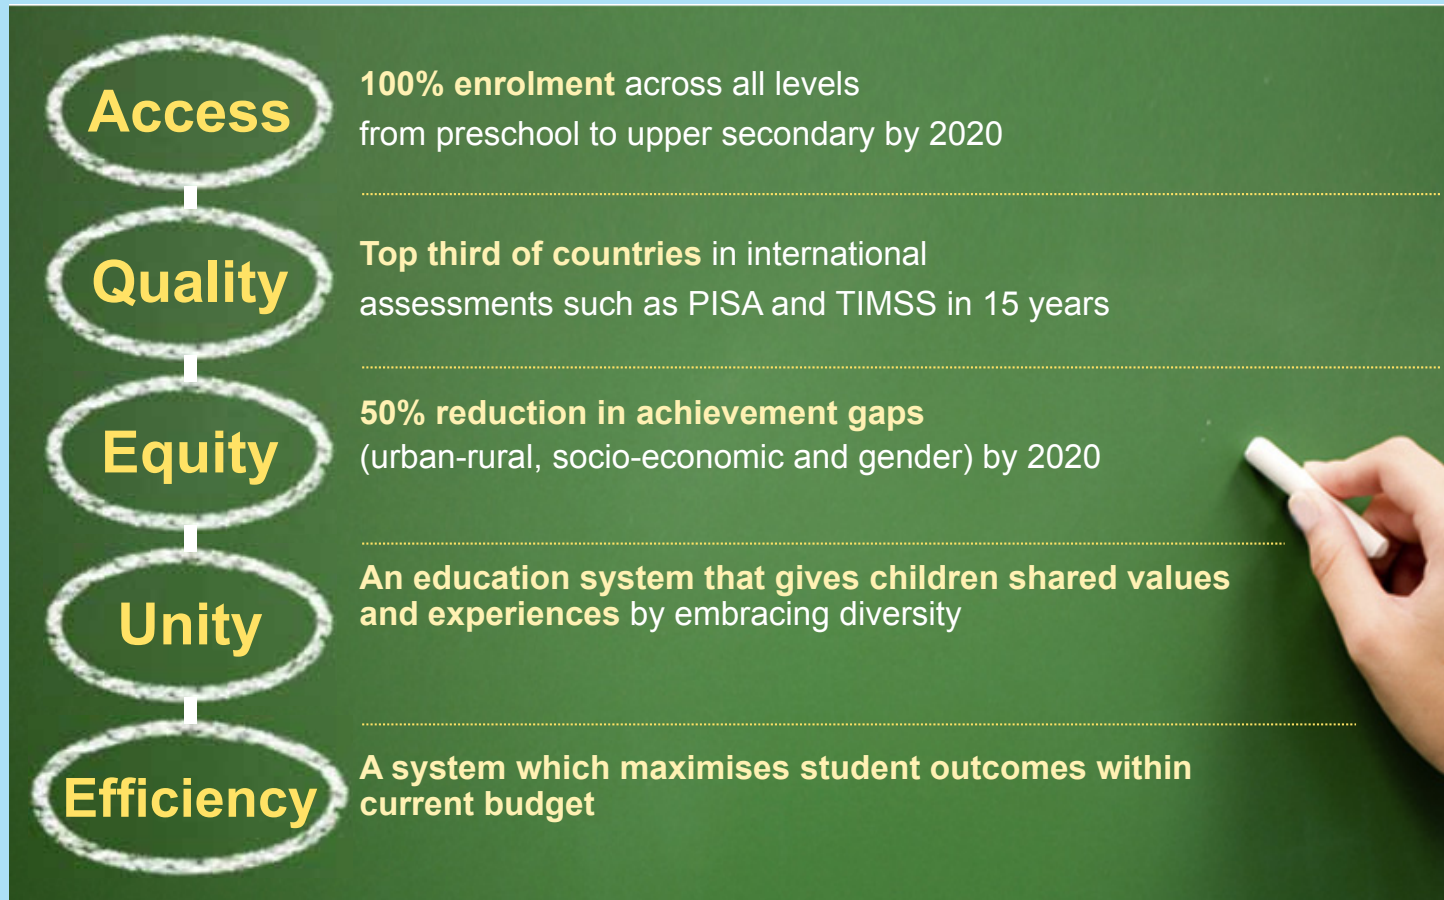 Access
100% enrolment across all levels
from preschool to upper secondary by 2020
Quality
Top third of countries in international
assessments such as PISA and TIMSS in 15 years
Equity
50% reduction in achievement gaps
(urban-rural, socio-economic and gender) by 2020
Unity
An education system that gives children shared values
and experiences by embracing diversity
Efficiency
A system which maximises student outcomes within
current budget